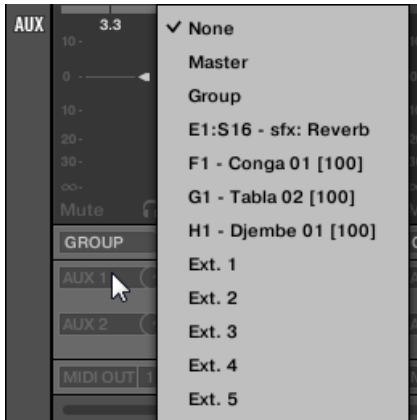 AUX
3.3
10 -
0 -
10 -
20 -
30 -
∞-
Mute
GROUP
AUX 1
AUX 2
MIDI OUT 1
✓ None
Master
Group
E1:S16 - sfx: Reverb
F1 - Conga 01 [100]
G1 - Tabla 02 [100]
H1 - Djembe 01 [100]
Ext. 1
Ext. 2
Ext. 3
Ext. 4
Ext. 5